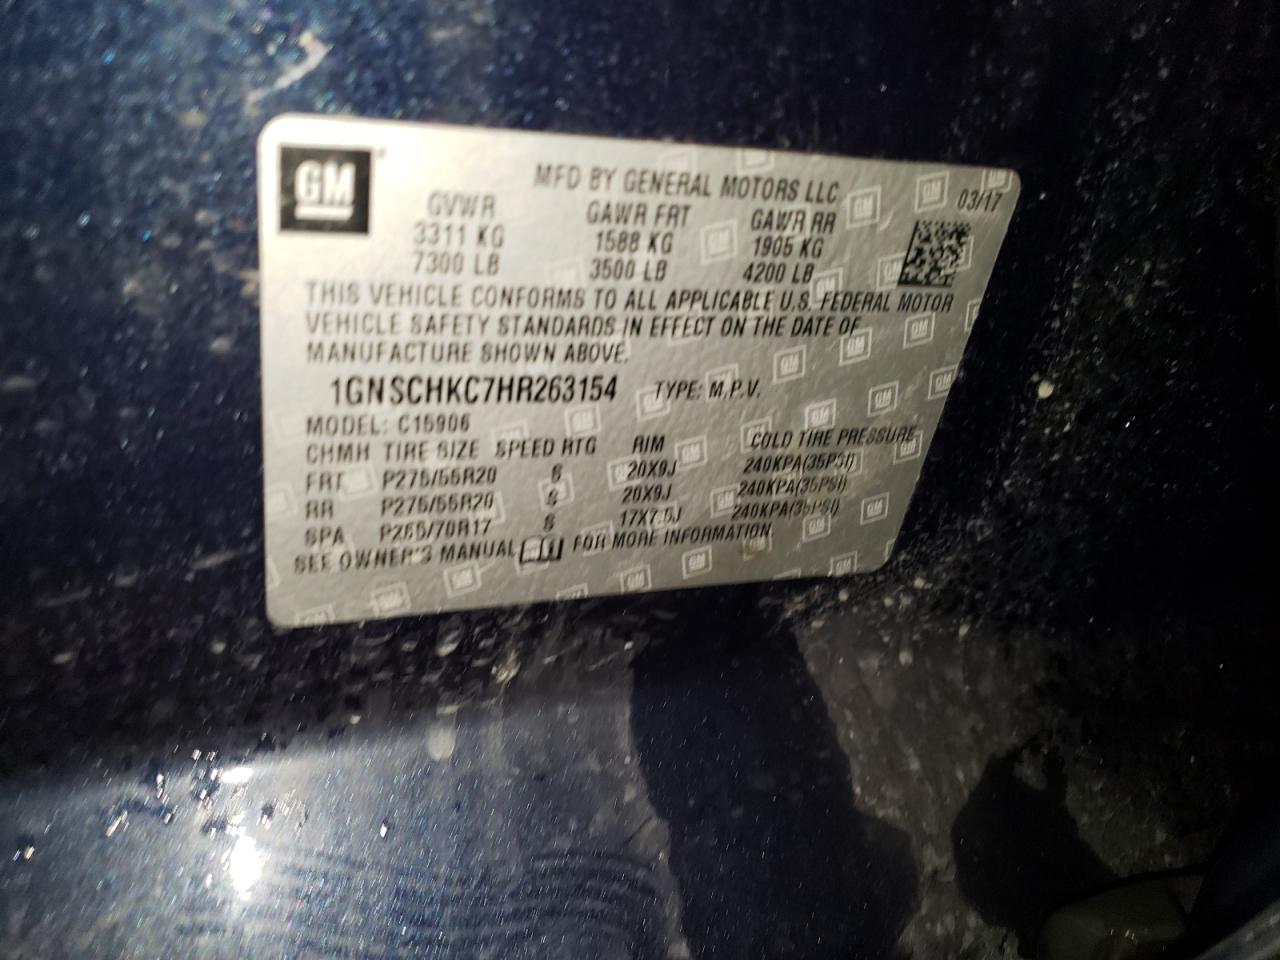 GM
MFD BY GENERAL MOTORS LLC
03/17
GVWR GAWR FRT GAWR RR
3311 KG 1588 KG 1905 KG
7300 LB 3500 LB 4200 LB
THIS VEHICLE CONFORMS TO ALL APPLICABLE U.S. FEDERAL MOTOR
VEHICLE SAFETY STANDARDS IN EFFECT ON THE DATE OF
MANUFACTURE SHOWN ABOVE.
1GNSCHKC7HR263154 TYPE: M.P.V.
MODEL: C15906
CHMH TIRE SIZE SPEED RTG RIM COLD TIRE PRESSURE
FRT P275/55R20 S 20X9J 240KPA(35PSI)
RR P275/55R20 S 20X9J 240KPA(35PSI)
SPA P265/70R17 S 17X7.5J 240KPA(35PSI)
SEE OWNER'S MANUAL FOR MORE INFORMATION.